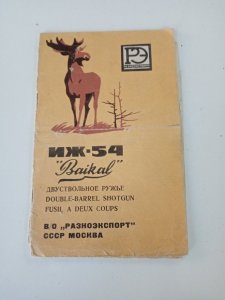 РЭ
ИЖ-54
"Baikal"
ДВУСТВОЛЬНОЕ РУЖЬЕ
DOUBLE-BARREL SHOTGUN
FUSIL A DEUX COUPS
В/О „РАЗНОЭКСПОРТ“
СССР МОСКВА